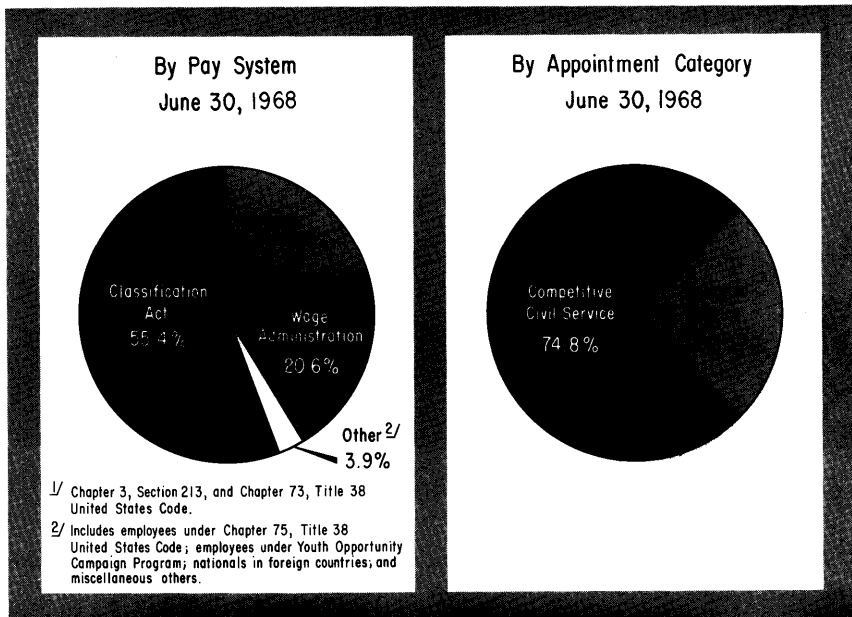 By Pay System
June 30, 1968
Classification
Act
55.4%
Wage
Administration
20.6%
Other 2/
3.9%
1/ Chapter 3, Section 213, and Chapter 73, Title 38
United States Code.
2/ Includes employees under Chapter 75, Title 38
United States Code; employees under Youth Opportunity
Campaign Program; nationals in foreign countries; and
miscellaneous others.
By Appointment Category
June 30, 1968
Competitive
Civil Service
74.8%